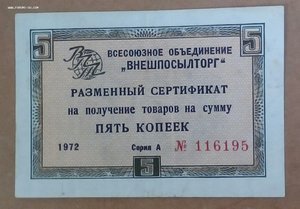 5
5
ВПТ
ВСЕСОЮЗНОЕ ОБЪЕДИНЕНИЕ
„ВНЕШПОСЫЛТОРГ"
РАЗМЕННЫЙ СЕРТИФИКАТ
на получение товаров на сумму
ПЯТЬ КОПЕЕК
1972 Серия А № 116195
5